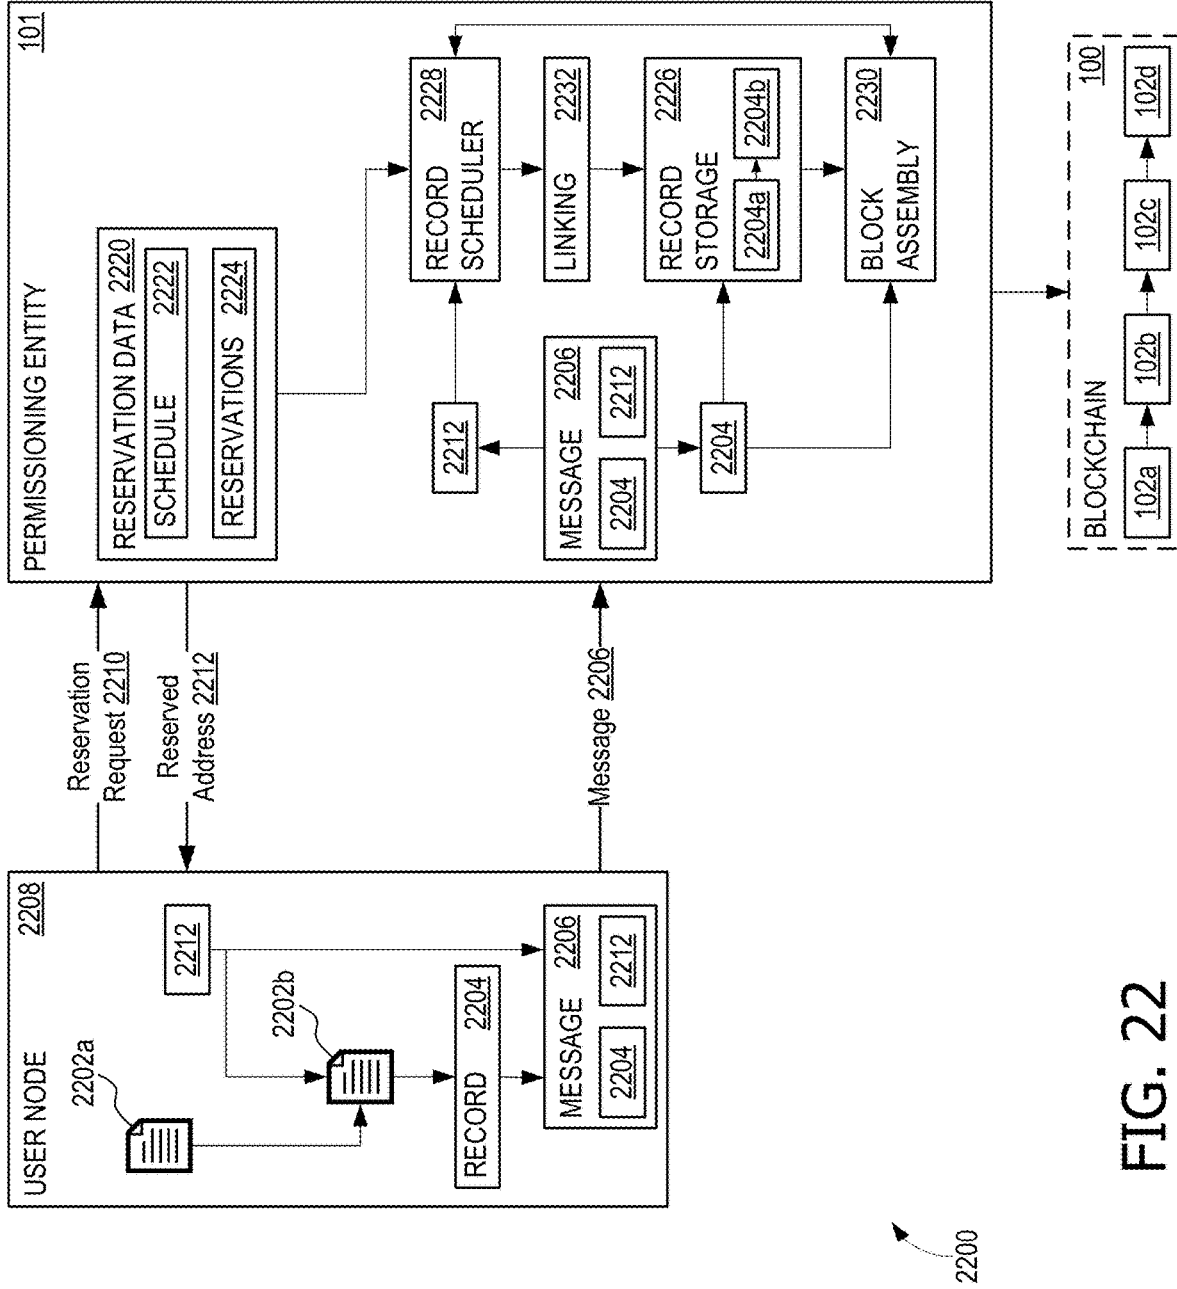 USER NODE
2208
2202a
2212
2202b
RECORD 2204
MESSAGE 2206
2204 2212
Reservation
Request 2210
Reserved
Address 2212
Message 2206
PERMISSIONING ENTITY
101
RESERVATION DATA 2220
SCHEDULE 2222
RESERVATIONS 2224
2212
MESSAGE 2206
2204 2212
2204
RECORD 2228
SCHEDULER
LINKING 2232
RECORD 2226
STORAGE
2204a 2204b
BLOCK 2230
ASSEMBLY
BLOCKCHAIN
100
102a 102b 102c 102d
2200
FIG. 22